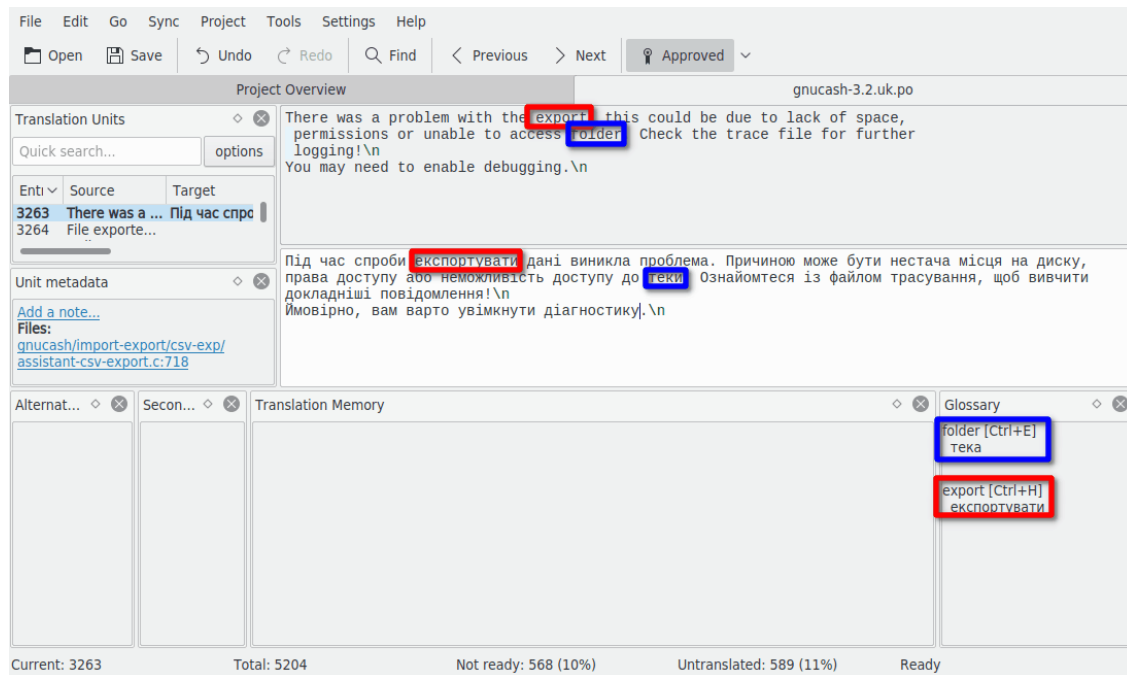 File Edit Go Sync Project Tools Settings Help
Open Save Undo Redo Find Previous Next Approved
Project Overview gnucash-3.2.uk.po
Translation Units
Quick search... options
Source Target
3263 There was a ... Під час спро
3264 File exporte...
Unit metadata
Add a note...
Files:
gnucash/import-export/csv-exp/
assistant-csv-export.c:718
There was a problem with the export, this could be due to lack of space,
permissions or unable to access folder. Check the trace file for further
logging!\n
You may need to enable debugging.\n
Під час спроби експортувати дані виникла проблема. Причиною може бути нестача місця на диску,
права доступу або неможливість доступу до теки. Ознайомтеся із файлом трасування, щоб вивчити
докладніші повідомлення!\n
Ймовірно, вам варто увімкнути діагностику.\n
Alternat... Secon... Translation Memory Glossary
folder [Ctrl+E]
тека
export [Ctrl+H]
експортувати
Current: 3263 Total: 5204 Not ready: 568 (10%) Untranslated: 589 (11%) Ready